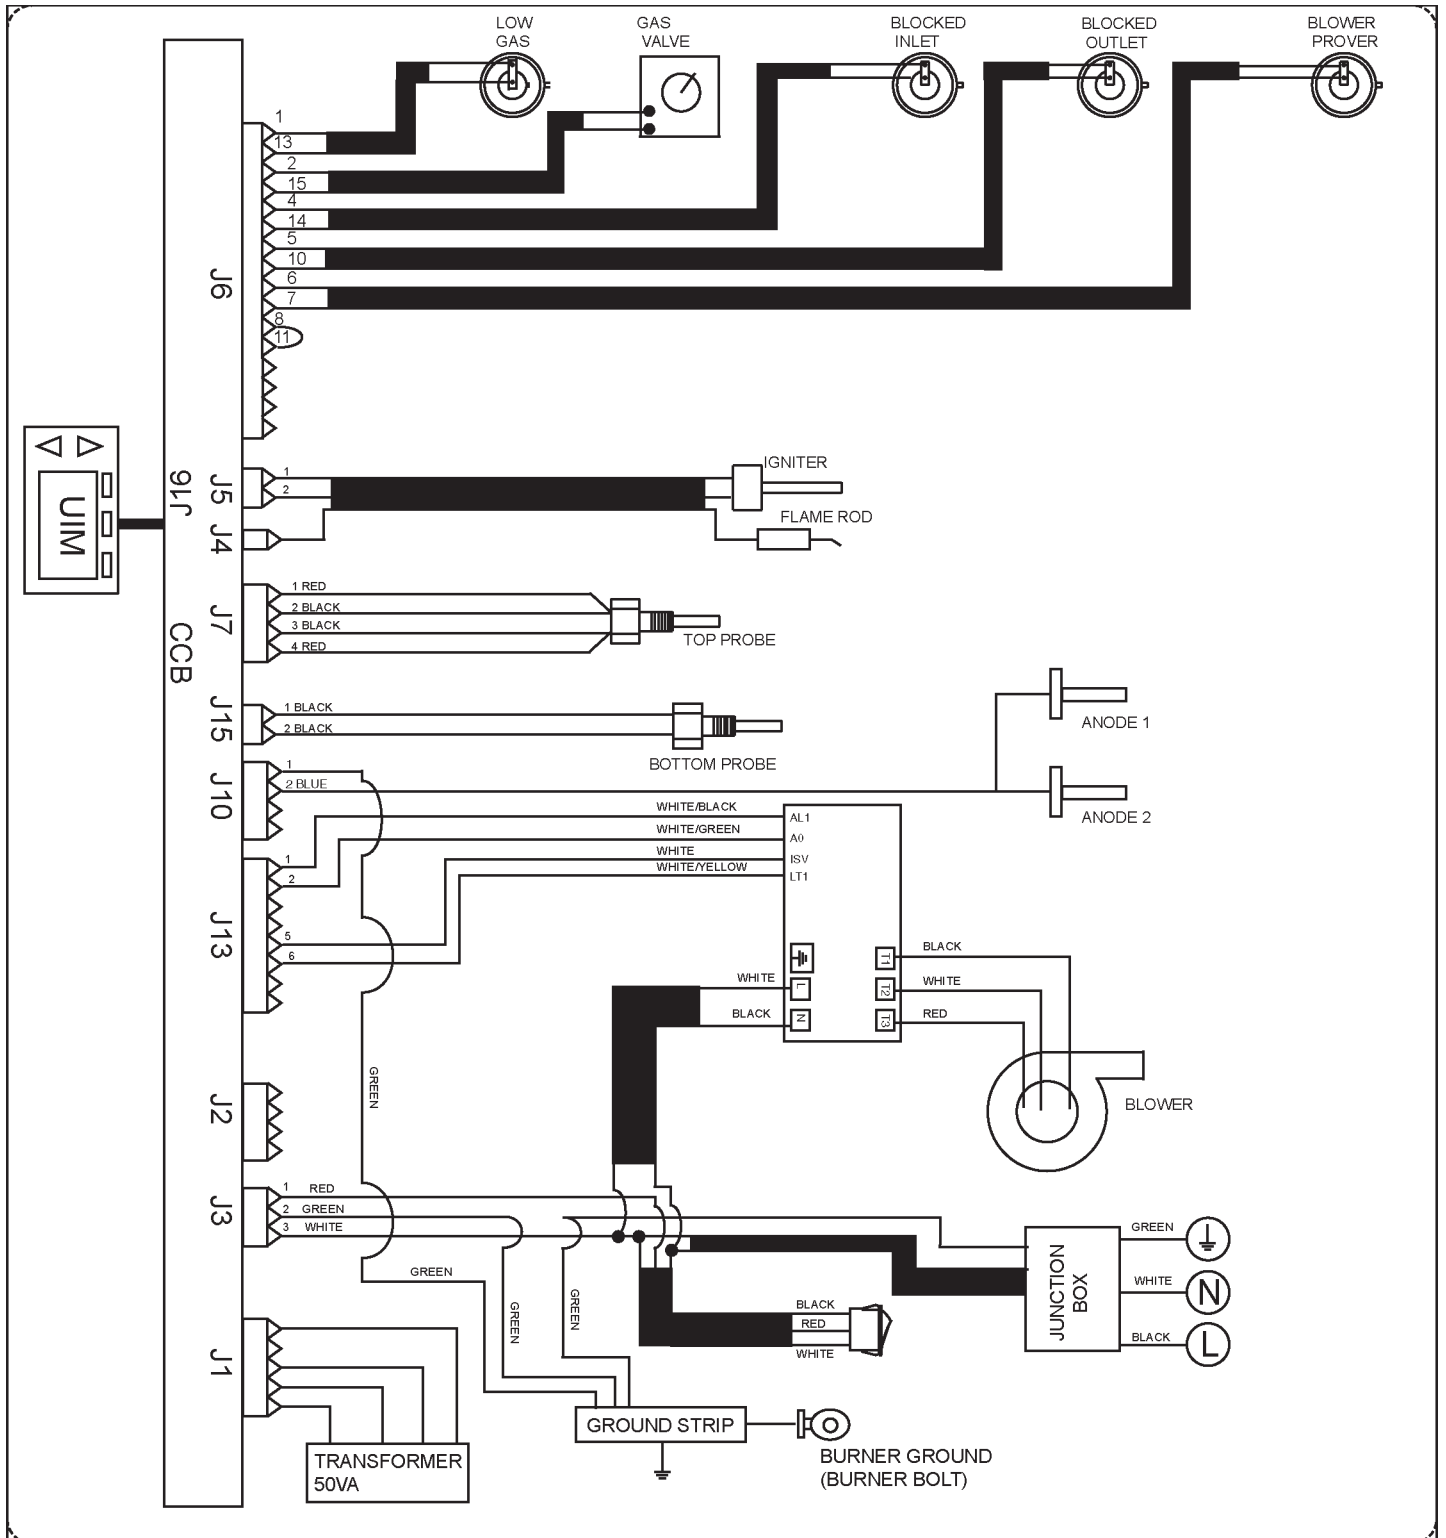 LOW
GAS
GAS
VALVE
BLOCKED
INLET
BLOCKED
OUTLET
BLOWER
PROVER
1
13
2
15
4
14
5
10
6
7
8
11
J6
J16
UIM
CCB
J5
1
2
IGNITER
J4
FLAME ROD
J7
1 RED
2 BLACK
3 BLACK
4 RED
TOP PROBE
J15
1 BLACK
2 BLACK
BOTTOM PROBE
ANODE 1
J10
1
2 BLUE
ANODE 2
WHITE/BLACK
AL1
WHITE/GREEN
A0
WHITE
ISV
WHITE/YELLOW
LT1
J13
1
2
5
6
WHITE
L
BLACK
N
T1
BLACK
T2
WHITE
T3
RED
GREEN
BLOWER
J2
J3
1 RED
2 GREEN
3 WHITE
GREEN
GREEN
GREEN
JUNCTION
BOX
GREEN
WHITE
N
BLACK
L
BLACK
RED
WHITE
J1
TRANSFORMER
50VA
GROUND STRIP
BURNER GROUND
(BURNER BOLT)